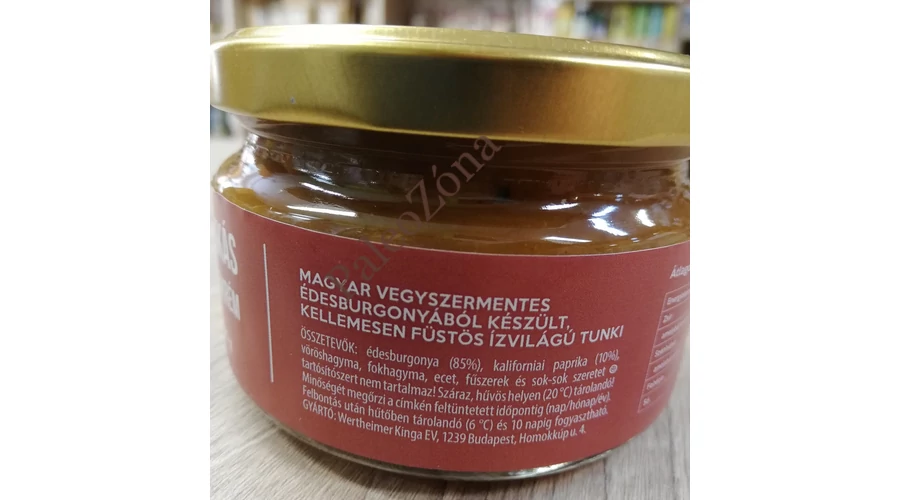 MAGYAR VEGYSZERMENTES
ÉDESBURGONYÁBÓL KÉSZÜLT,
KELLEMESEN FÜSTÖS ÍZVILÁGÚ TUNKI
ÖSSZETEVŐK: édesburgonya (85%), kaliforniai paprika (10%),
vöröshagyma, fokhagyma, ecet, fűszerek és sok-sok szeretet
tartósítószert nem tartalmaz! Száraz, hűvös helyen (20 °C) tárolandó!
Minőségét megőrzi a címkén feltüntetett időpontig (nap/hónap/év).
Felbontás után hűtőben tárolandó (6 °C) és 10 napig fogyasztható.
GYÁRTÓ: Wertheimer Kinga EV, 1239 Budapest, Homokkúp u. 4.
PaleoZóna